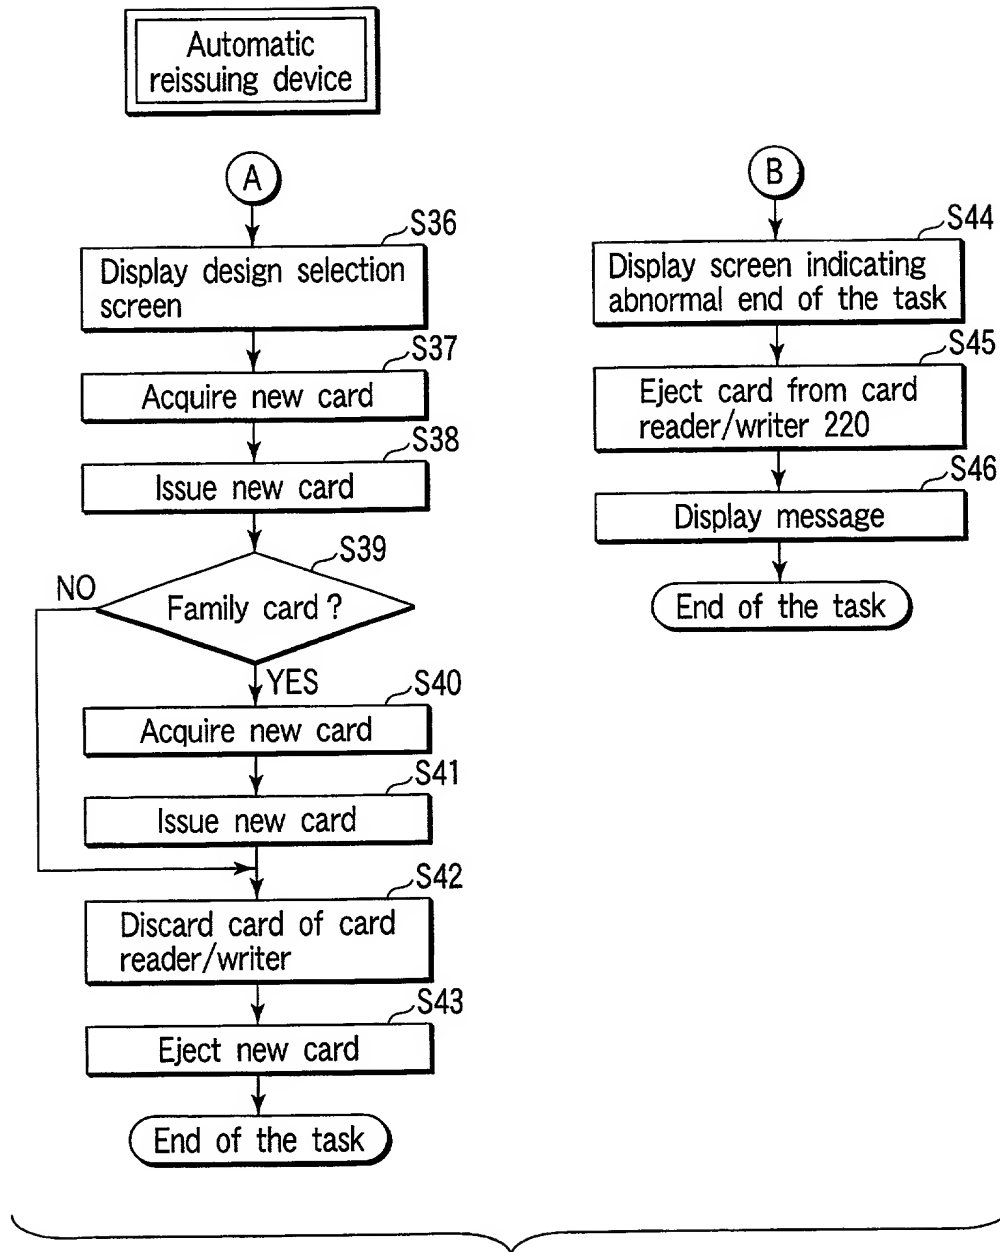 Automatic
reissuing device
A
S36
Display design selection
screen
S37
Acquire new card
S38
Issue new card
S39
Family card ?
NO
YES
S40
Acquire new card
S41
Issue new card
S42
Discard card of card
reader/writer
S43
Eject new card
End of the task
B
S44
Display screen indicating
abnormal end of the task
S45
Eject card from card
reader/writer 220
S46
Display message
End of the task